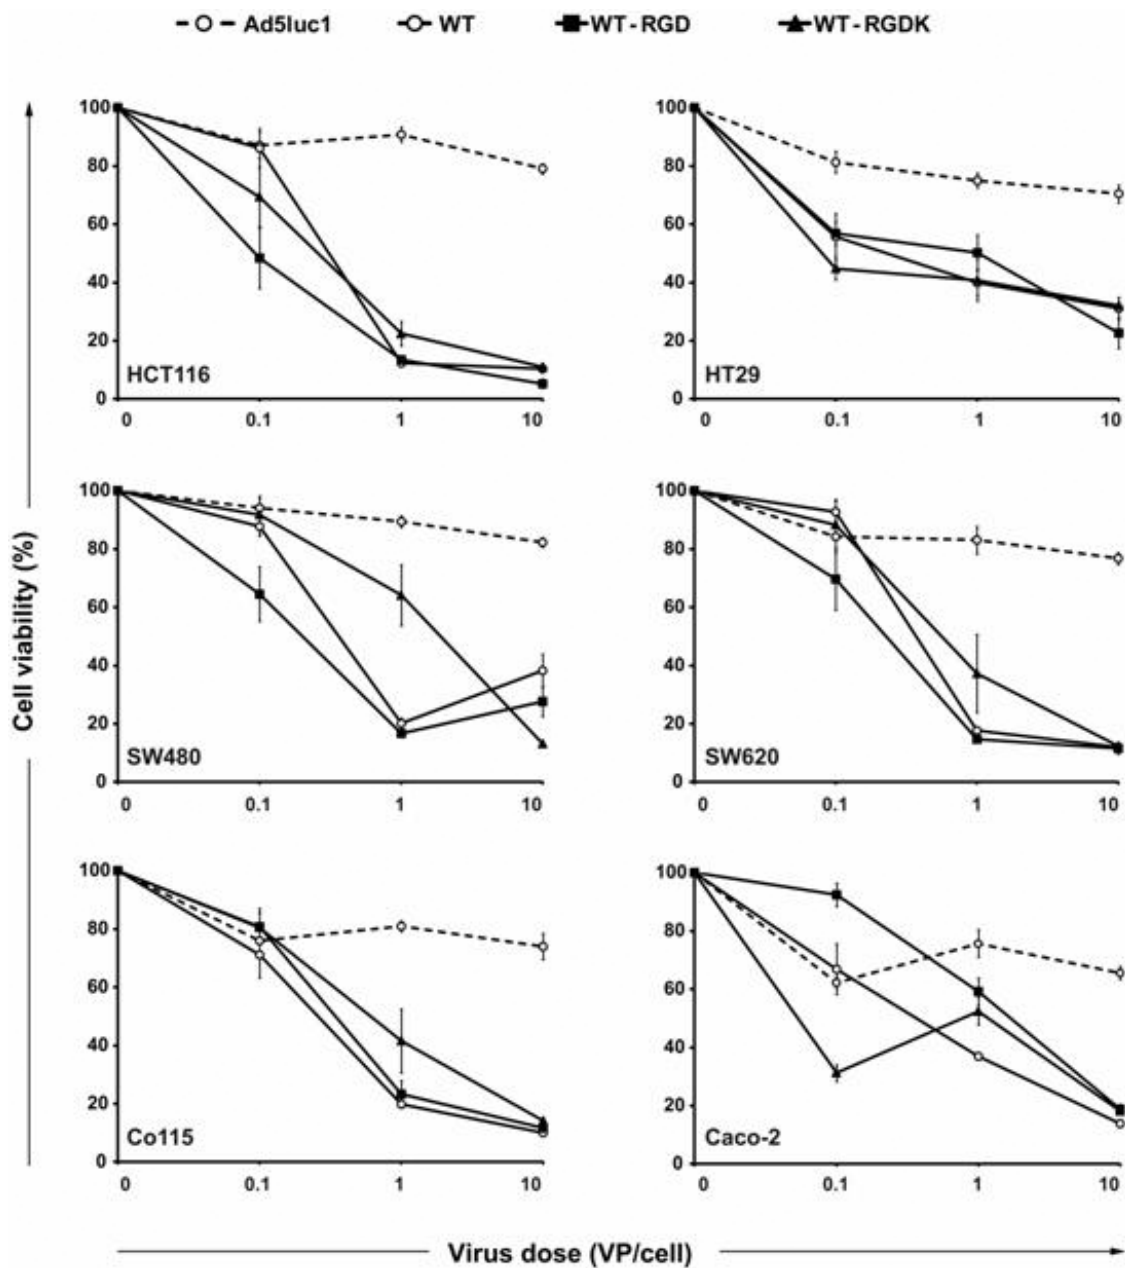 Ad5luc1 WT WT-RGD WT-RGDK
100 100
80 80
60 60
40 40
20 20
HCT116 HT29
0 0
0 0.1 1 10 0 0.1 1 10
100 100
80 80
60 60
40 40
20 20
SW480 SW620
0 0
0 0.1 1 10 0 0.1 1 10
100 100
80 80
60 60
40 40
20 20
Co115 Caco-2
0 0
0 0.1 1 10 0 0.1 1 10
Cell viability (%)
Virus dose (VP/cell)